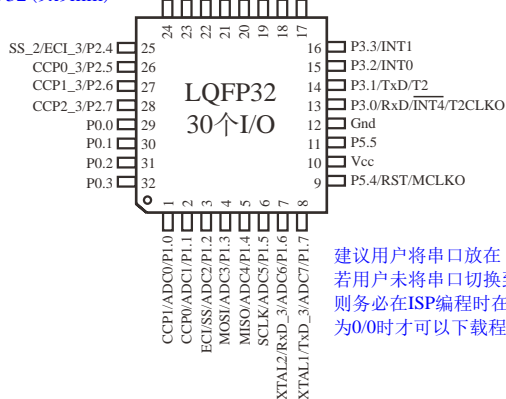 24
23
22
21
20
19
18
17
SS_2/ECI_3/P2.4 25
CCP0_3/P2.5 26
CCP1_3/P2.6 27
CCP2_3/P2.7 28
P0.0 29
P0.1 30
P0.2 31
P0.3 32
LQFP32
30个I/O
16 P3.3/INT1
15 P3.2/INT0
14 P3.1/TxD/T2
13 P3.0/RxD/INT4/T2CLKO
12 Gnd
11 P5.5
10 Vcc
9 P5.4/RST/MCLKO
1 CCP1/ADC0/P1.0
2 CCP0/ADC1/P1.1
3 ECI/SS/ADC2/P1.2
4 MOSI/ADC3/P1.3
5 MISO/ADC4/P1.4
6 SCLK/ADC5/P1.5
7 XTAL2/RxD_3/ADC6/P1.6
8 XTAL1/TxD_3/ADC7/P1.7
建议用户将串口放在
若用户未将串口切换
则务必在ISP编程时在
为0/0时才可以下载程